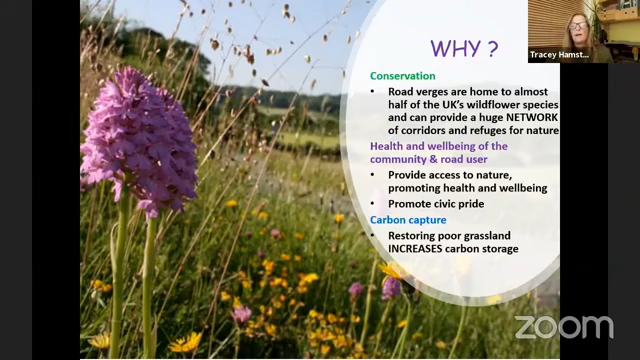 WHY ?
Tracey Hamst...
Conservation
• Road verges are home to almost
half of the UK's wildflower species
and can provide a huge NETWORK
of corridors and refuges for nature
Health and wellbeing of the
community & road user
• Provide access to nature,
promoting health and wellbeing
• Promote civic pride
Carbon capture
• Restoring poor grassland
INCREASES carbon storage
zoom